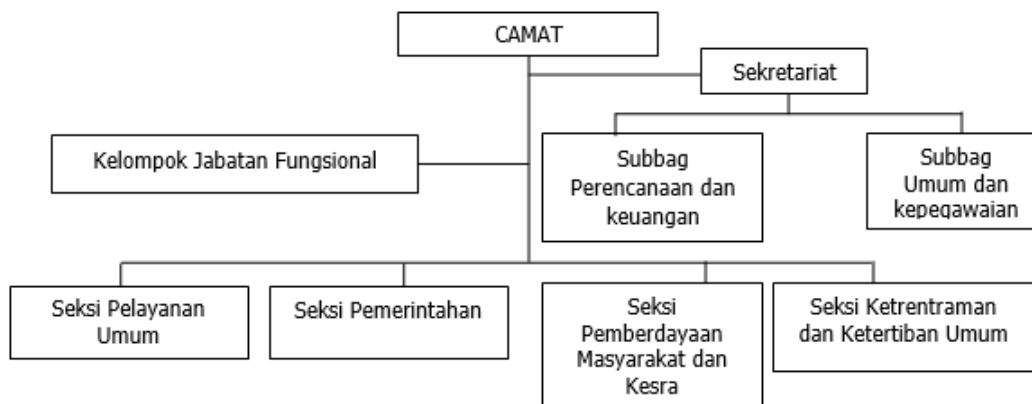 CAMAT
Sekretariat
Kelompok Jabatan Fungsional
Subbag
Perencanaan dan
keuangan
Subbag
Umum dan
kepegawaian
Seksi Pelayanan
Umum
Seksi Pemerintahan
Seksi
Pemberdayaan
Masyarakat dan
Kesra
Seksi Ketrentraman
dan Ketertiban Umum